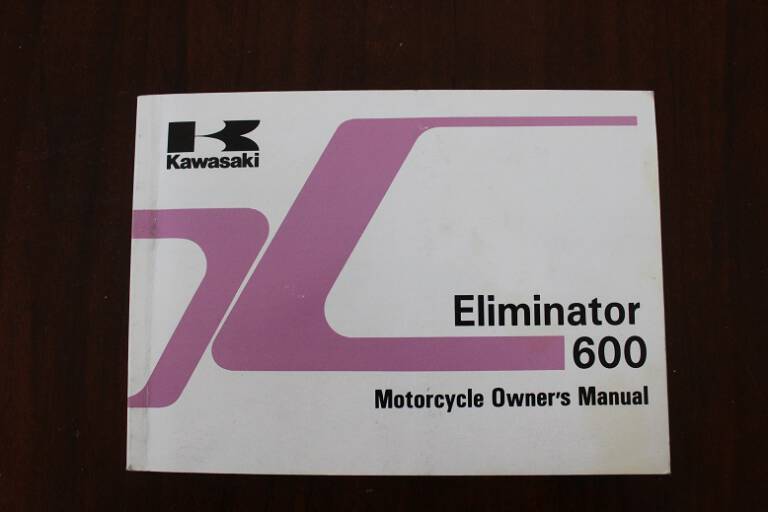 Kawasaki
Eliminator
600
Motorcycle Owner's Manual